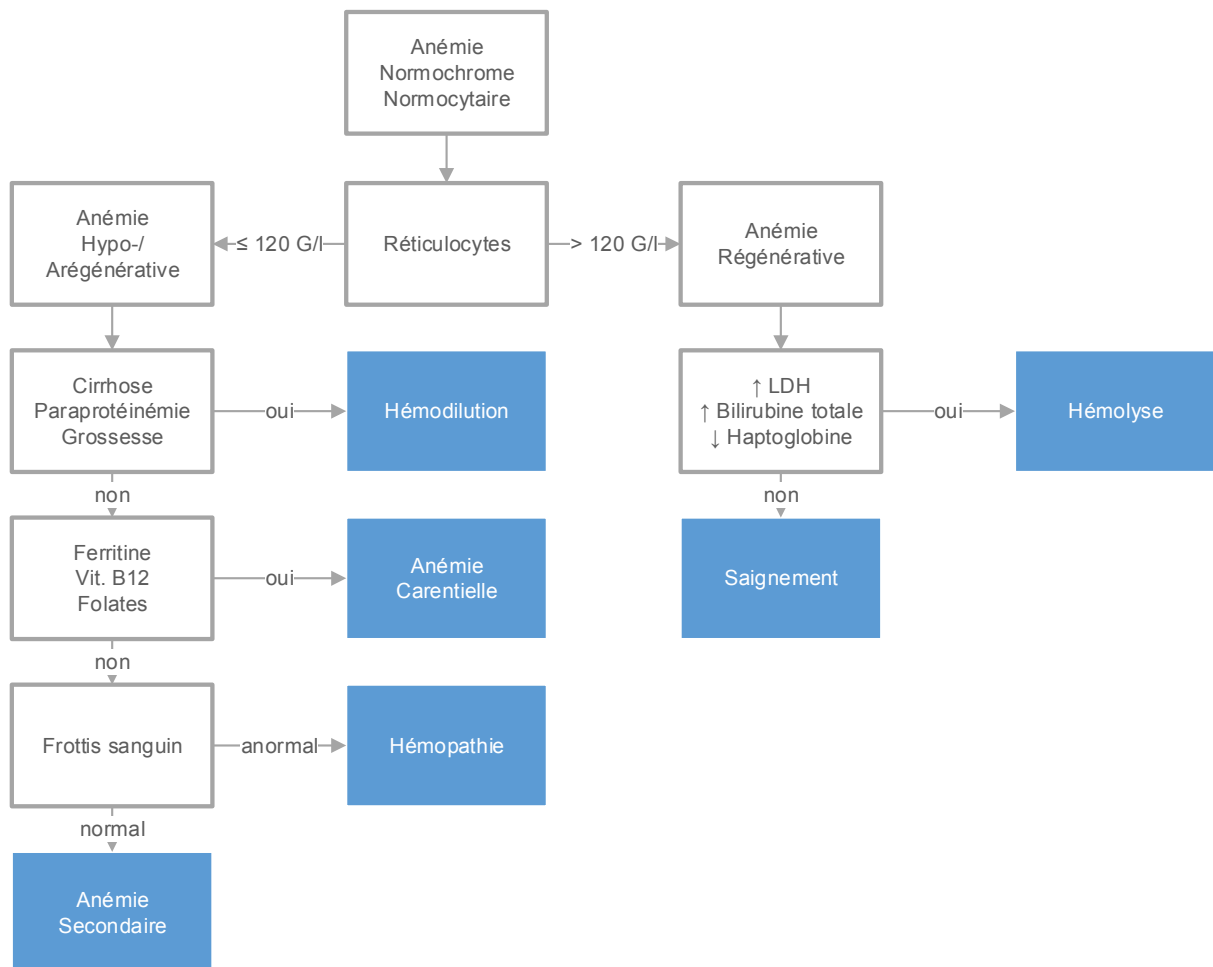 Anémie
Normochrome
Normocytaire
Anémie
Hypo-/
Arégénérative
≤ 120 G/l
Réticulocytes
> 120 G/l
Anémie
Régénérative
Cirrhose
Paraprotéinémie
Grossesse
oui
Hémodilution
↑ LDH
↑ Bilirubine totale
↓ Haptoglobine
oui
Hémolyse
non
non
Ferritine
Vit. B12
Folates
oui
Anémie
Carentielle
Saignement
non
Frottis sanguin
anormal
Hémopathie
normal
Anémie
Secondaire